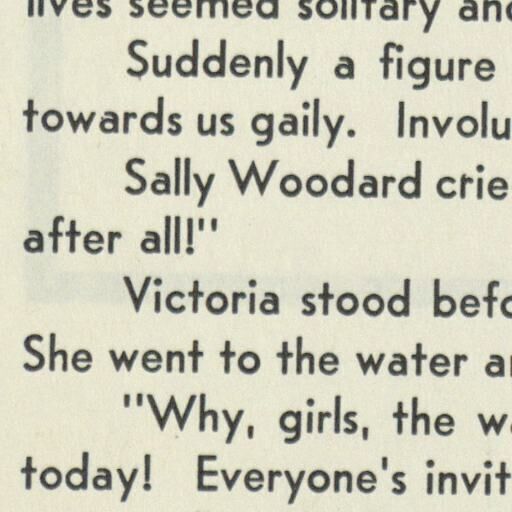 lives seemed solitary and
Suddenly a figure
towards us gaily. Involu
Sally Woodard crie
after all!"
Victoria stood befo
She went to the water a
"Why, girls, the wa
today! Everyone's invit